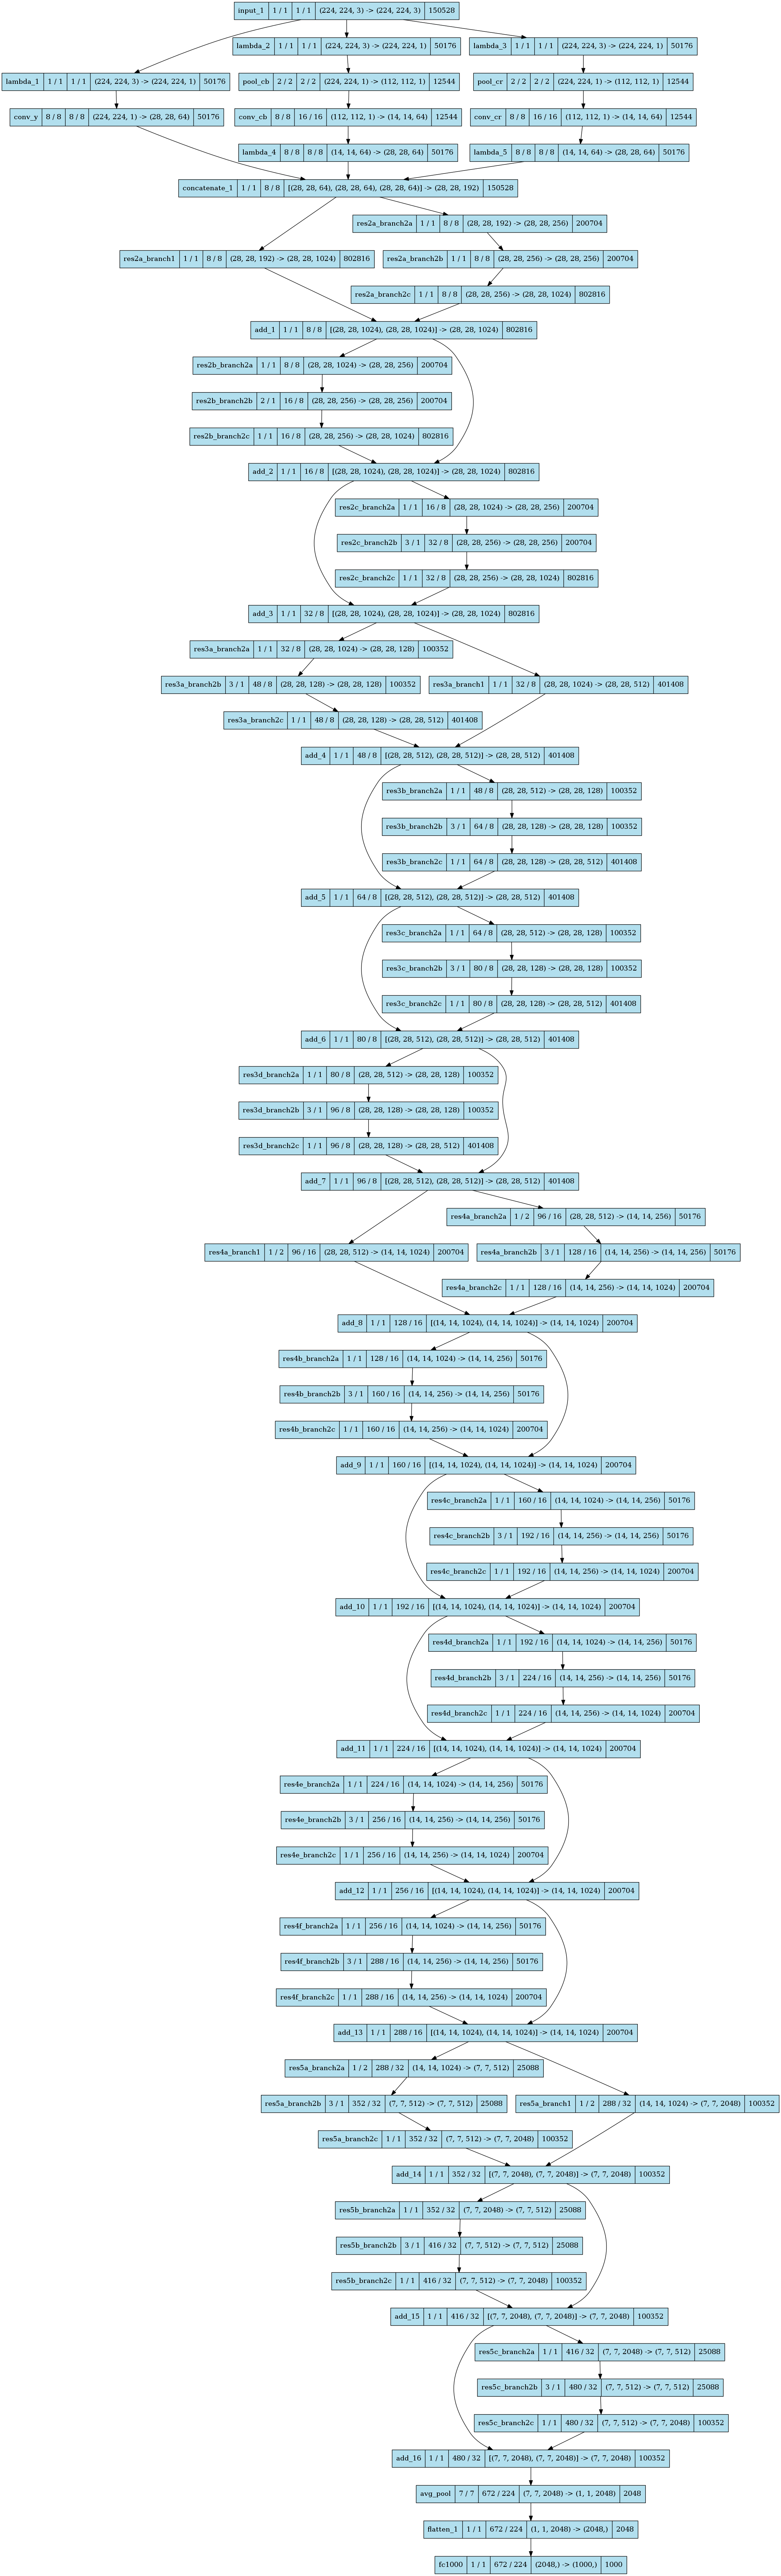 input_1 1 / 1 1 / 1 (224, 224, 3) -> (224, 224, 3) 150528
lambda_2 1 / 1 1 / 1 (224, 224, 3) -> (224, 224, 1) 50176
lambda_3 1 / 1 1 / 1 (224, 224, 3) -> (224, 224, 1) 50176
lambda_1 1 / 1 1 / 1 (224, 224, 3) -> (224, 224, 1) 50176
pool_cb 2 / 2 2 / 2 (224, 224, 1) -> (112, 112, 1) 12544
pool_cr 2 / 2 2 / 2 (224, 224, 1) -> (112, 112, 1) 12544
conv_y 8 / 8 8 / 8 (224, 224, 1) -> (28, 28, 64) 50176
conv_cb 8 / 8 16 / 16 (112, 112, 1) -> (14, 14, 64) 12544
conv_cr 8 / 8 16 / 16 (112, 112, 1) -> (14, 14, 64) 12544
lambda_4 8 / 8 8 / 8 (14, 14, 64) -> (28, 28, 64) 50176
lambda_5 8 / 8 8 / 8 (14, 14, 64) -> (28, 28, 64) 50176
concatenate_1 1 / 1 8 / 8 [(28, 28, 64), (28, 28, 64), (28, 28, 64)] -> (28, 28, 192) 150528
res2a_branch2a 1 / 1 8 / 8 (28, 28, 192) -> (28, 28, 256) 200704
res2a_branch1 1 / 1 8 / 8 (28, 28, 192) -> (28, 28, 1024) 802816
res2a_branch2b 1 / 1 8 / 8 (28, 28, 256) -> (28, 28, 256) 200704
res2a_branch2c 1 / 1 8 / 8 (28, 28, 256) -> (28, 28, 1024) 802816
add_1 1 / 1 8 / 8 [(28, 28, 1024), (28, 28, 1024)] -> (28, 28, 1024) 802816
res2b_branch2a 1 / 1 8 / 8 (28, 28, 1024) -> (28, 28, 256) 200704
res2b_branch2b 2 / 1 16 / 8 (28, 28, 256) -> (28, 28, 256) 200704
res2b_branch2c 1 / 1 16 / 8 (28, 28, 256) -> (28, 28, 1024) 802816
add_2 1 / 1 16 / 8 [(28, 28, 1024), (28, 28, 1024)] -> (28, 28, 1024) 802816
res2c_branch2a 1 / 1 16 / 8 (28, 28, 1024) -> (28, 28, 256) 200704
res2c_branch2b 3 / 1 32 / 8 (28, 28, 256) -> (28, 28, 256) 200704
res2c_branch2c 1 / 1 32 / 8 (28, 28, 256) -> (28, 28, 1024) 802816
add_3 1 / 1 32 / 8 [(28, 28, 1024), (28, 28, 1024)] -> (28, 28, 1024) 802816
res3a_branch2a 1 / 1 32 / 8 (28, 28, 1024) -> (28, 28, 128) 100352
res3a_branch2b 3 / 1 48 / 8 (28, 28, 128) -> (28, 28, 128) 100352
res3a_branch1 1 / 1 32 / 8 (28, 28, 1024) -> (28, 28, 512) 401408
res3a_branch2c 1 / 1 48 / 8 (28, 28, 128) -> (28, 28, 512) 401408
add_4 1 / 1 48 / 8 [(28, 28, 512), (28, 28, 512)] -> (28, 28, 512) 401408
res3b_branch2a 1 / 1 48 / 8 (28, 28, 512) -> (28, 28, 128) 100352
res3b_branch2b 3 / 1 64 / 8 (28, 28, 128) -> (28, 28, 128) 100352
res3b_branch2c 1 / 1 64 / 8 (28, 28, 128) -> (28, 28, 512) 401408
add_5 1 / 1 64 / 8 [(28, 28, 512), (28, 28, 512)] -> (28, 28, 512) 401408
res3c_branch2a 1 / 1 64 / 8 (28, 28, 512) -> (28, 28, 128) 100352
res3c_branch2b 3 / 1 80 / 8 (28, 28, 128) -> (28, 28, 128) 100352
res3c_branch2c 1 / 1 80 / 8 (28, 28, 128) -> (28, 28, 512) 401408
add_6 1 / 1 80 / 8 [(28, 28, 512), (28, 28, 512)] -> (28, 28, 512) 401408
res3d_branch2a 1 / 1 80 / 8 (28, 28, 512) -> (28, 28, 128) 100352
res3d_branch2b 3 / 1 96 / 8 (28, 28, 128) -> (28, 28, 128) 100352
res3d_branch2c 1 / 1 96 / 8 (28, 28, 128) -> (28, 28, 512) 401408
add_7 1 / 1 96 / 8 [(28, 28, 512), (28, 28, 512)] -> (28, 28, 512) 401408
res4a_branch2a 1 / 2 96 / 16 (28, 28, 512) -> (14, 14, 256) 50176
res4a_branch1 1 / 2 96 / 16 (28, 28, 512) -> (14, 14, 1024) 200704
res4a_branch2b 3 / 1 128 / 16 (14, 14, 256) -> (14, 14, 256) 50176
res4a_branch2c 1 / 1 128 / 16 (14, 14, 256) -> (14, 14, 1024) 200704
add_8 1 / 1 128 / 16 [(14, 14, 1024), (14, 14, 1024)] -> (14, 14, 1024) 200704
res4b_branch2a 1 / 1 128 / 16 (14, 14, 1024) -> (14, 14, 256) 50176
res4b_branch2b 3 / 1 160 / 16 (14, 14, 256) -> (14, 14, 256) 50176
res4b_branch2c 1 / 1 160 / 16 (14, 14, 256) -> (14, 14, 1024) 200704
add_9 1 / 1 160 / 16 [(14, 14, 1024), (14, 14, 1024)] -> (14, 14, 1024) 200704
res4c_branch2a 1 / 1 160 / 16 (14, 14, 1024) -> (14, 14, 256) 50176
res4c_branch2b 3 / 1 192 / 16 (14, 14, 256) -> (14, 14, 256) 50176
res4c_branch2c 1 / 1 192 / 16 (14, 14, 256) -> (14, 14, 1024) 200704
add_10 1 / 1 192 / 16 [(14, 14, 1024), (14, 14, 1024)] -> (14, 14, 1024) 200704
res4d_branch2a 1 / 1 192 / 16 (14, 14, 1024) -> (14, 14, 256) 50176
res4d_branch2b 3 / 1 224 / 16 (14, 14, 256) -> (14, 14, 256) 50176
res4d_branch2c 1 / 1 224 / 16 (14, 14, 256) -> (14, 14, 1024) 200704
add_11 1 / 1 224 / 16 [(14, 14, 1024), (14, 14, 1024)] -> (14, 14, 1024) 200704
res4e_branch2a 1 / 1 224 / 16 (14, 14, 1024) -> (14, 14, 256) 50176
res4e_branch2b 3 / 1 256 / 16 (14, 14, 256) -> (14, 14, 256) 50176
res4e_branch2c 1 / 1 256 / 16 (14, 14, 256) -> (14, 14, 1024) 200704
add_12 1 / 1 256 / 16 [(14, 14, 1024), (14, 14, 1024)] -> (14, 14, 1024) 200704
res4f_branch2a 1 / 1 256 / 16 (14, 14, 1024) -> (14, 14, 256) 50176
res4f_branch2b 3 / 1 288 / 16 (14, 14, 256) -> (14, 14, 256) 50176
res4f_branch2c 1 / 1 288 / 16 (14, 14, 256) -> (14, 14, 1024) 200704
add_13 1 / 1 288 / 16 [(14, 14, 1024), (14, 14, 1024)] -> (14, 14, 1024) 200704
res5a_branch2a 1 / 2 288 / 32 (14, 14, 1024) -> (7, 7, 512) 25088
res5a_branch2b 3 / 1 352 / 32 (7, 7, 512) -> (7, 7, 512) 25088
res5a_branch1 1 / 2 288 / 32 (14, 14, 1024) -> (7, 7, 2048) 100352
res5a_branch2c 1 / 1 352 / 32 (7, 7, 512) -> (7, 7, 2048) 100352
add_14 1 / 1 352 / 32 [(7, 7, 2048), (7, 7, 2048)] -> (7, 7, 2048) 100352
res5b_branch2a 1 / 1 352 / 32 (7, 7, 2048) -> (7, 7, 512) 25088
res5b_branch2b 3 / 1 416 / 32 (7, 7, 512) -> (7, 7, 512) 25088
res5b_branch2c 1 / 1 416 / 32 (7, 7, 512) -> (7, 7, 2048) 100352
add_15 1 / 1 416 / 32 [(7, 7, 2048), (7, 7, 2048)] -> (7, 7, 2048) 100352
res5c_branch2a 1 / 1 416 / 32 (7, 7, 2048) -> (7, 7, 512) 25088
res5c_branch2b 3 / 1 480 / 32 (7, 7, 512) -> (7, 7, 512) 25088
res5c_branch2c 1 / 1 480 / 32 (7, 7, 512) -> (7, 7, 2048) 100352
add_16 1 / 1 480 / 32 [(7, 7, 2048), (7, 7, 2048)] -> (7, 7, 2048) 100352
avg_pool 7 / 7 672 / 224 (7, 7, 2048) -> (1, 1, 2048) 2048
flatten_1 1 / 1 672 / 224 (1, 1, 2048) -> (2048,) 2048
fc1000 1 / 1 672 / 224 (2048,) -> (1000,) 1000